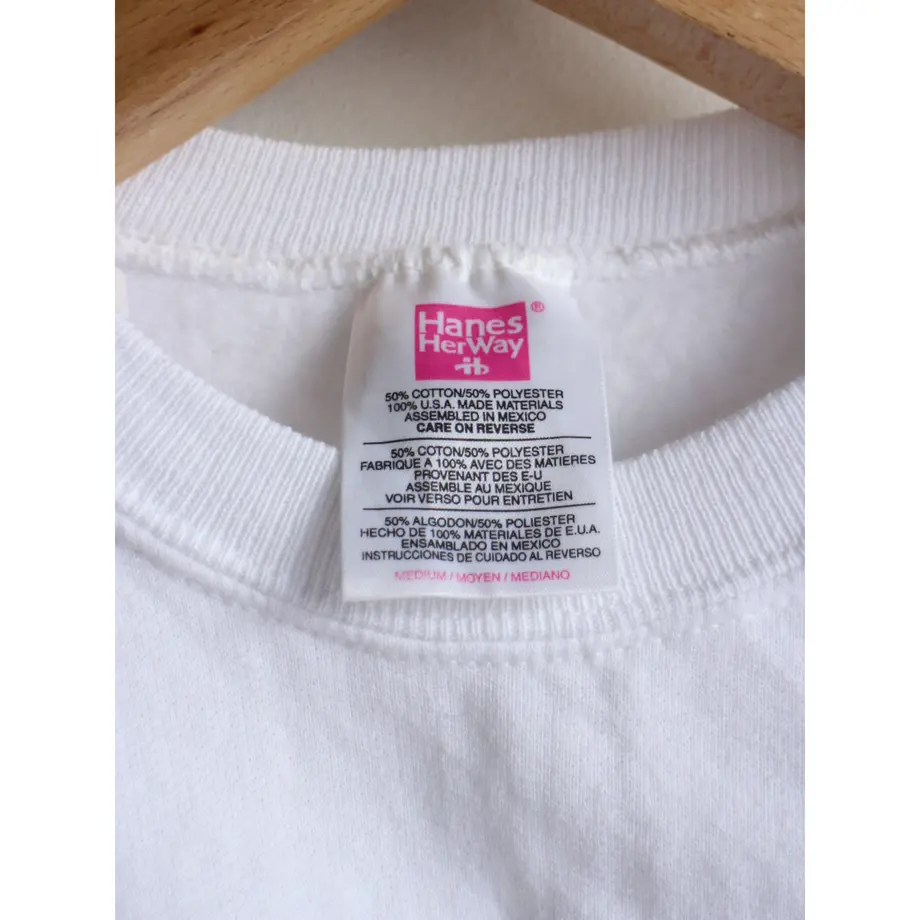 Hanes
HerWay
®
50% COTTON/50% POLYESTER
100% U.S.A. MADE MATERIALS
ASSEMBLED IN MEXICO
CARE ON REVERSE
50% COTON/50% POLYESTER
FABRIQUE A 100% AVEC DES MATIERES
PROVENANT DES E-U
ASSEMBLE AU MEXIQUE
VOIR VERSO POUR ENTRETIEN
50% ALGODON/50% POLIESTER
HECHO DE 100% MATERIALES DE E.U.A.
ENSAMBLADO EN MEXICO
INSTRUCCIONES DE CUIDADO AL REVERSO
MEDIUM / MOYEN / MEDIANO